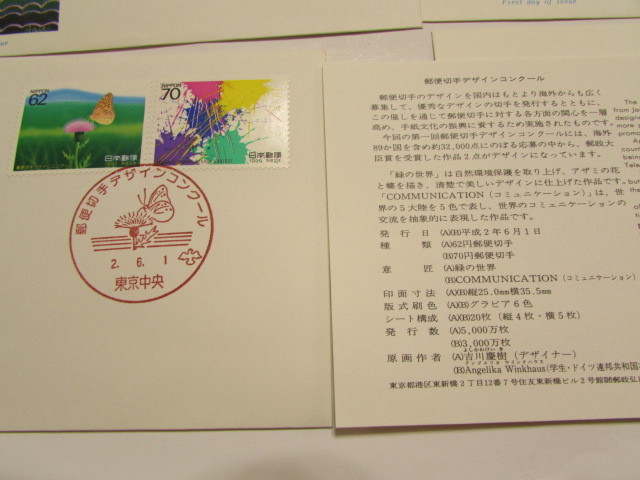 First day of issue
NIPPON
62
日本郵便
NIPPON
70
日本郵便
郵便切手デザインコンクール
2.6.1
東京中央
郵便切手デザインコンクール
郵便切手のデザインを国内はもとより海外からも広く
募集して、優秀なデザインの切手を発行するとともに、
この催しを通じて郵便切手に対する各方面の関心を一層
高め、手紙文化の振興に資するため実施されたものです。
今回の第一回郵便切手デザインコンクールには、海外
89か国を含め約32,000点にのぼる応募の中から、郵政大
臣賞を受賞した作品2点がデザインになっています。
「緑の世界」は自然環境保護を取り上げ、アザミの花
と蝶を描き、清楚で美しいデザインに仕上げた作品です。
「COMMUNICATION(コミュニケーション)」は、世
界の5大陸を5色で表し、世界のコミュニケーションの
交流を抽象的に表現した作品です。
発行日 (A)(B)平成2年6月1日
種類 (A)62円郵便切手
(B)70円郵便切手
意匠 (A)緑の世界
(B)COMMUNICATION(コミュニケーション)
印面寸法 (A)(B)縦25.0mm横35.5mm
版式刷色 (A)(B)グラビア6色
シート構成 (A)(B)20枚(縦4枚・横5枚)
発行数 (A)5,000万枚
(B)3,000万枚
原画作者 (A)吉川慶樹(デザイナー)
(B)Angelika Winkhaus(学生・ドイツ連邦共和国
東京都港区東新橋2丁目12番7号住友東新橋ビル2号館間郵政弘
The
from
designe
more
promo
Ap
coun
being
Tele
but